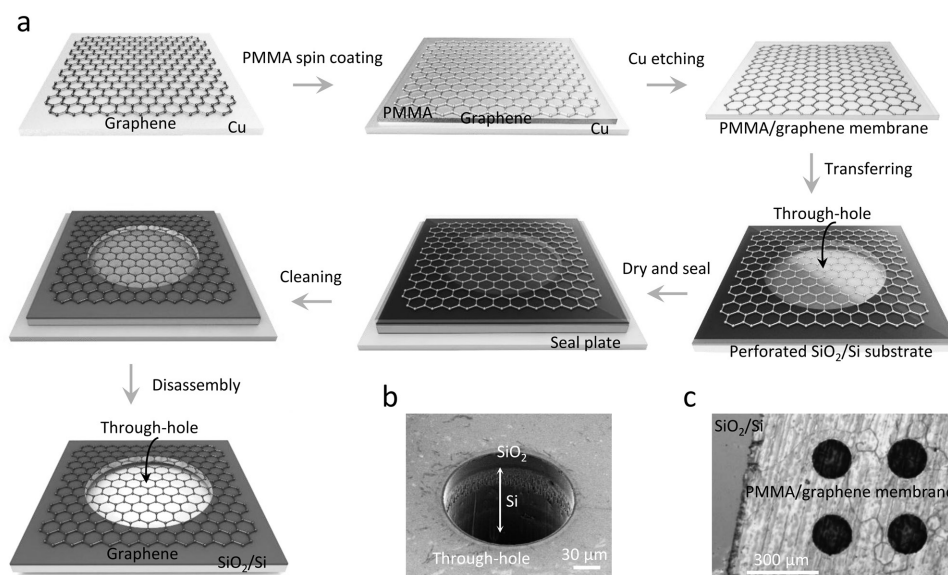 a
PMMA spin coating
Cu etching
Graphene
Cu
PMMA
Graphene
Cu
PMMA/graphene membrane
Transferring
Through-hole
Cleaning
Dry and seal
Seal plate
Perforated SiO₂/Si substrate
Disassembly
Through-hole
Graphene
SiO₂/Si
b
SiO₂
Si
Through-hole
30 μm
c
SiO₂/Si
PMMA/graphene membrane
300 μm